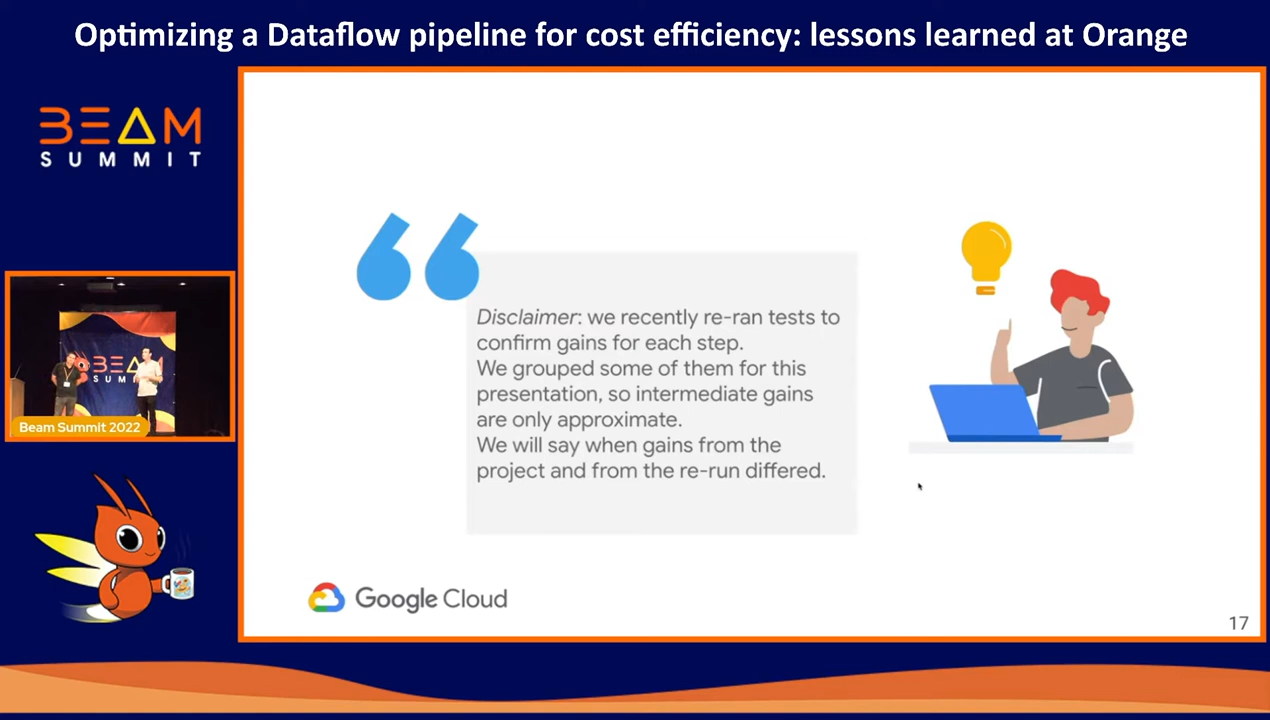 Optimizing a Dataflow pipeline for cost efficiency: lessons learned at Orange
BEAM
SUMMIT
BEAM
SUMM
Beam Summit 2022
Disclaimer: we recently re-ran tests to
confirm gains for each step.
We grouped some of them for this
presentation, so intermediate gains
are only approximate.
We will say when gains from the
project and from the re-run differed.
Google Cloud
17